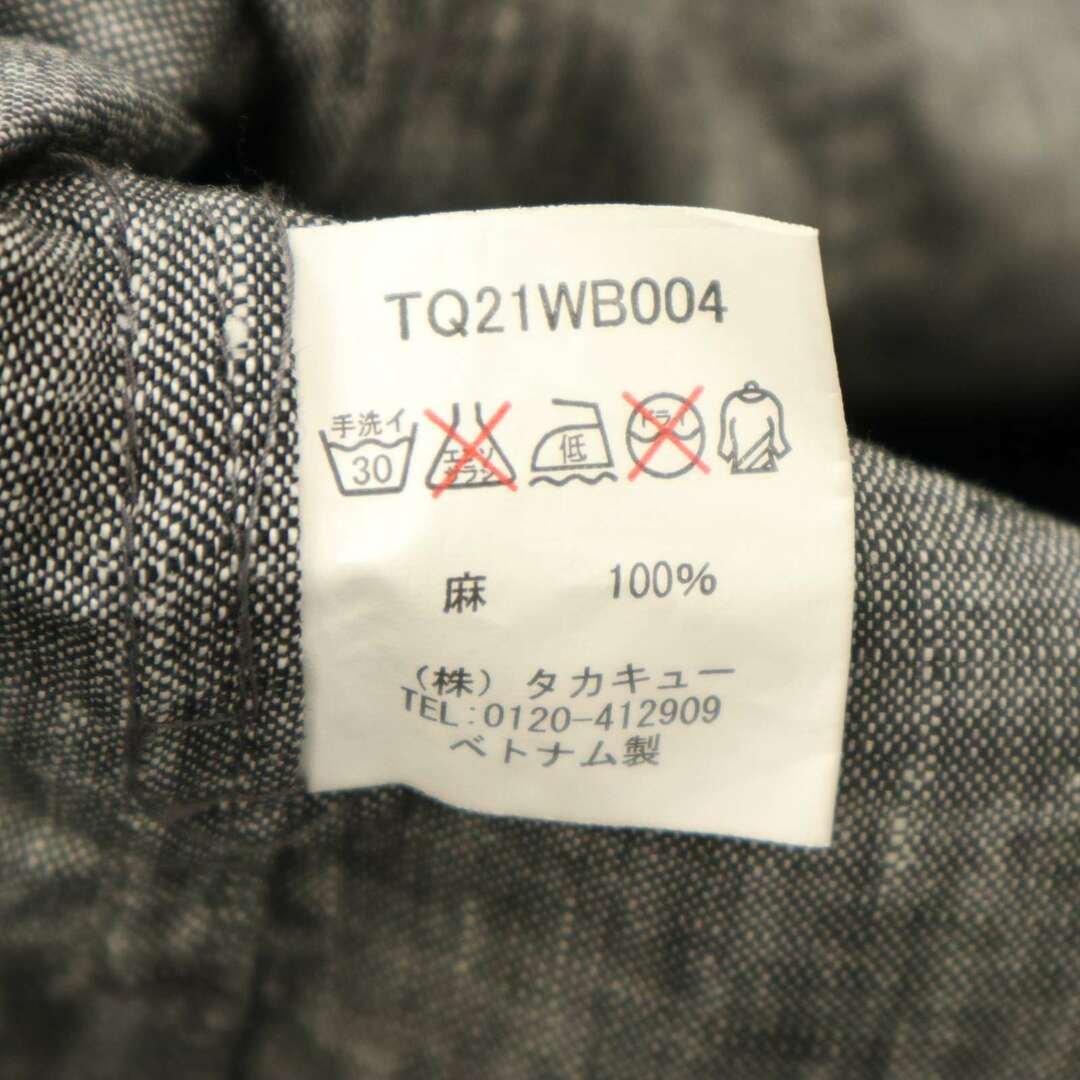 TQ21WB004
手洗イ 30 エンソサラシ 低 ドライ
麻 100%
(株) タカキュー
TEL:0120-412909
ベトナム製